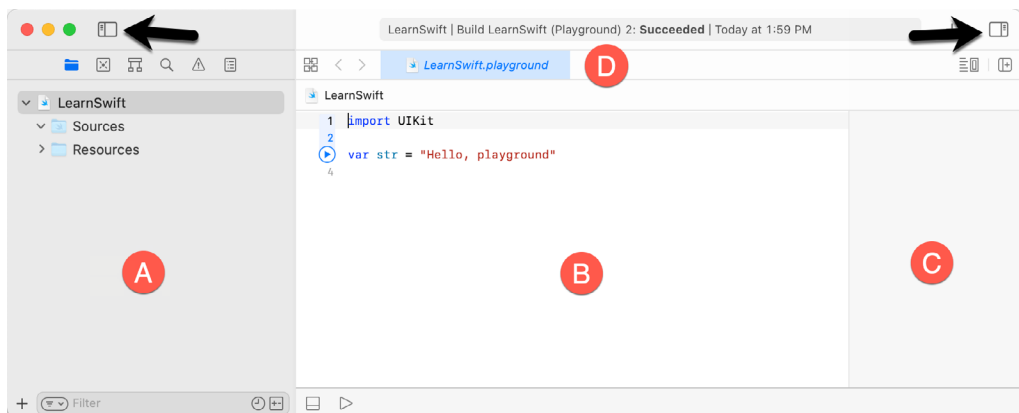 LearnSwift | Build LearnSwift (Playground) 2: Succeeded | Today at 1:59 PM
LearnSwift.playground
D
LearnSwift
LearnSwift
Sources
Resources
1 import UIKit
2
var str = "Hello, playground"
4
A
B
C
Filter